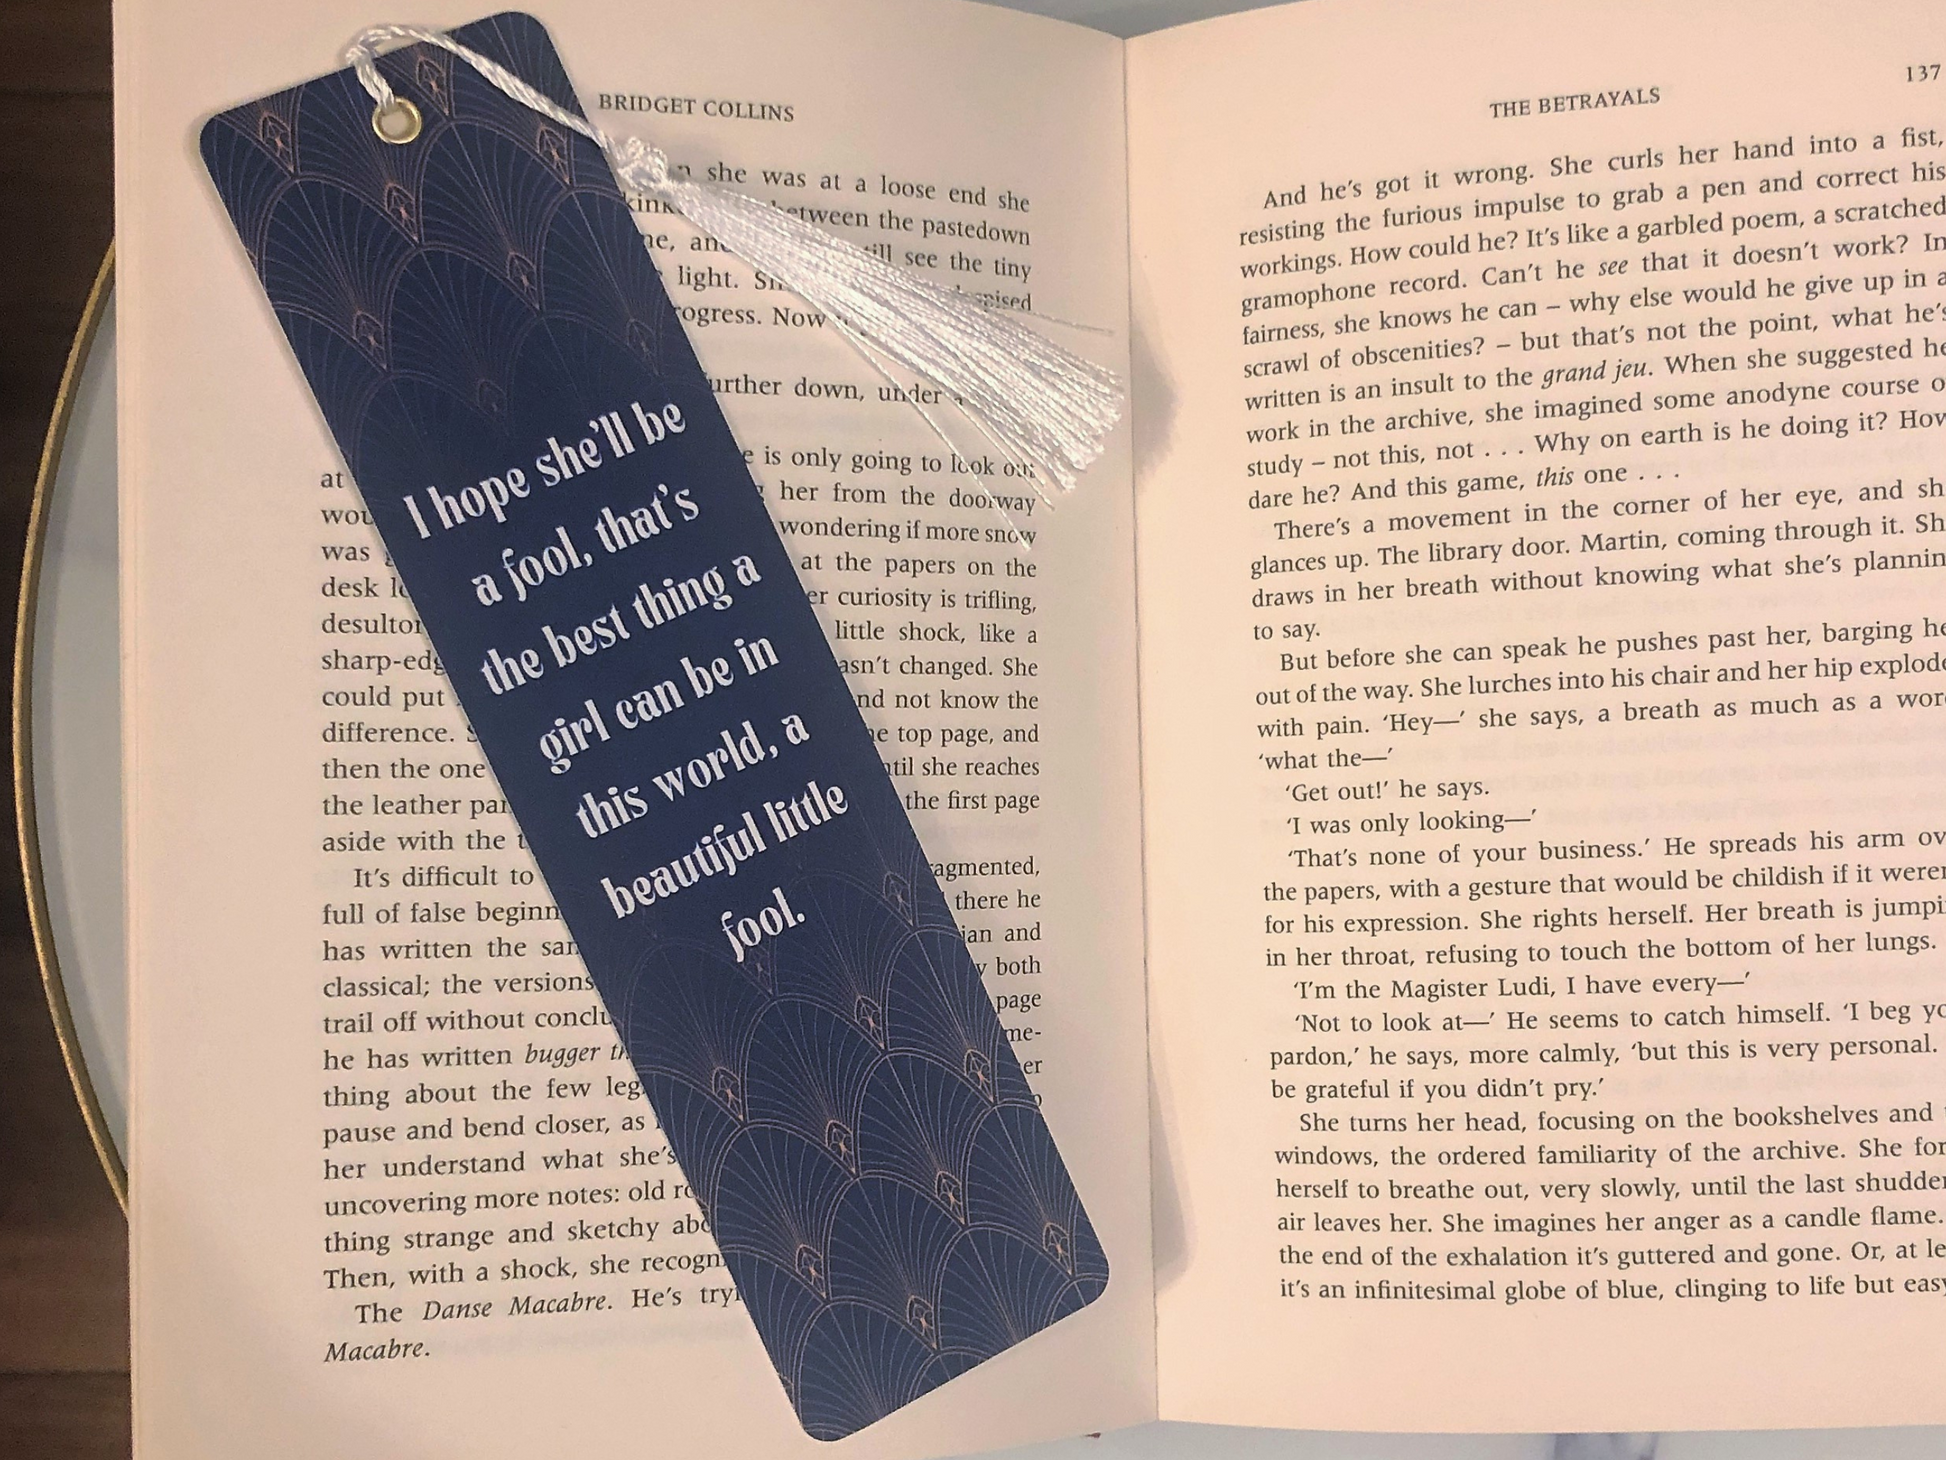 BRIDGET COLLINS
she was at a loose end she
between the pastedown
still see the tiny
light.
Now
further down, under
at
is only going to look out
her from the doorway
was wondering if more snow
desk at the papers on the
curiosity is trifling,
little shock, like a
changed. She
could put not know the
difference. top page, and
then the one she reaches
the leather the first page
aside with the
It's difficult to
full of false there he
has written the and
classical; the versions both
trail off without page
he has written bugger
thing about the few
pause and bend closer, as
her understand what she's
uncovering more notes: old
thing strange and sketchy
Then, with a shock, she
The Danse Macabre. He's
Macabre.
I hope she'll be
a fool, that's
the best thing a
girl can be in
this world, a
beautiful little
fool.
THE BETRAYALS 137
And he's got it wrong. She curls her hand into a fist,
resisting the furious impulse to grab a pen and correct his
workings. How could he? It's like a garbled poem, a scratched
gramophone record. Can't he see that it doesn't work? In
fairness, she knows he can – why else would he give up in a
scrawl of obscenities? – but that's not the point, what he's
written is an insult to the grand jeu. When she suggested he
work in the archive, she imagined some anodyne course
study – not this, not . . . Why on earth is he doing it? How
dare he? And this game, this one . . .
There's a movement in the corner of her eye, and
glances up. The library door. Martin, coming through it.
draws in her breath without knowing what she's
to say.
But before she can speak he pushes past her, barging
out of the way. She lurches into his chair and her hip
with pain. ‘Hey—’ she says, a breath as much as a
‘what the—’
‘Get out!’ he says.
‘I was only looking—’
‘That's none of your business.’ He spreads his arm
the papers, with a gesture that would be childish if it
for his expression. She rights herself. Her breath is
in her throat, refusing to touch the bottom of her lungs.
‘I'm the Magister Ludi, I have every—’
‘Not to look at—’ He seems to catch himself. ‘I beg
pardon,’ he says, more calmly, ‘but this is very personal.
be grateful if you didn't pry.’
She turns her head, focusing on the bookshelves and
windows, the ordered familiarity of the archive. She
herself to breathe out, very slowly, until the last
air leaves her. She imagines her anger as a candle flame.
the end of the exhalation it's guttered and gone. Or, at
it's an infinitesimal globe of blue, clinging to life but